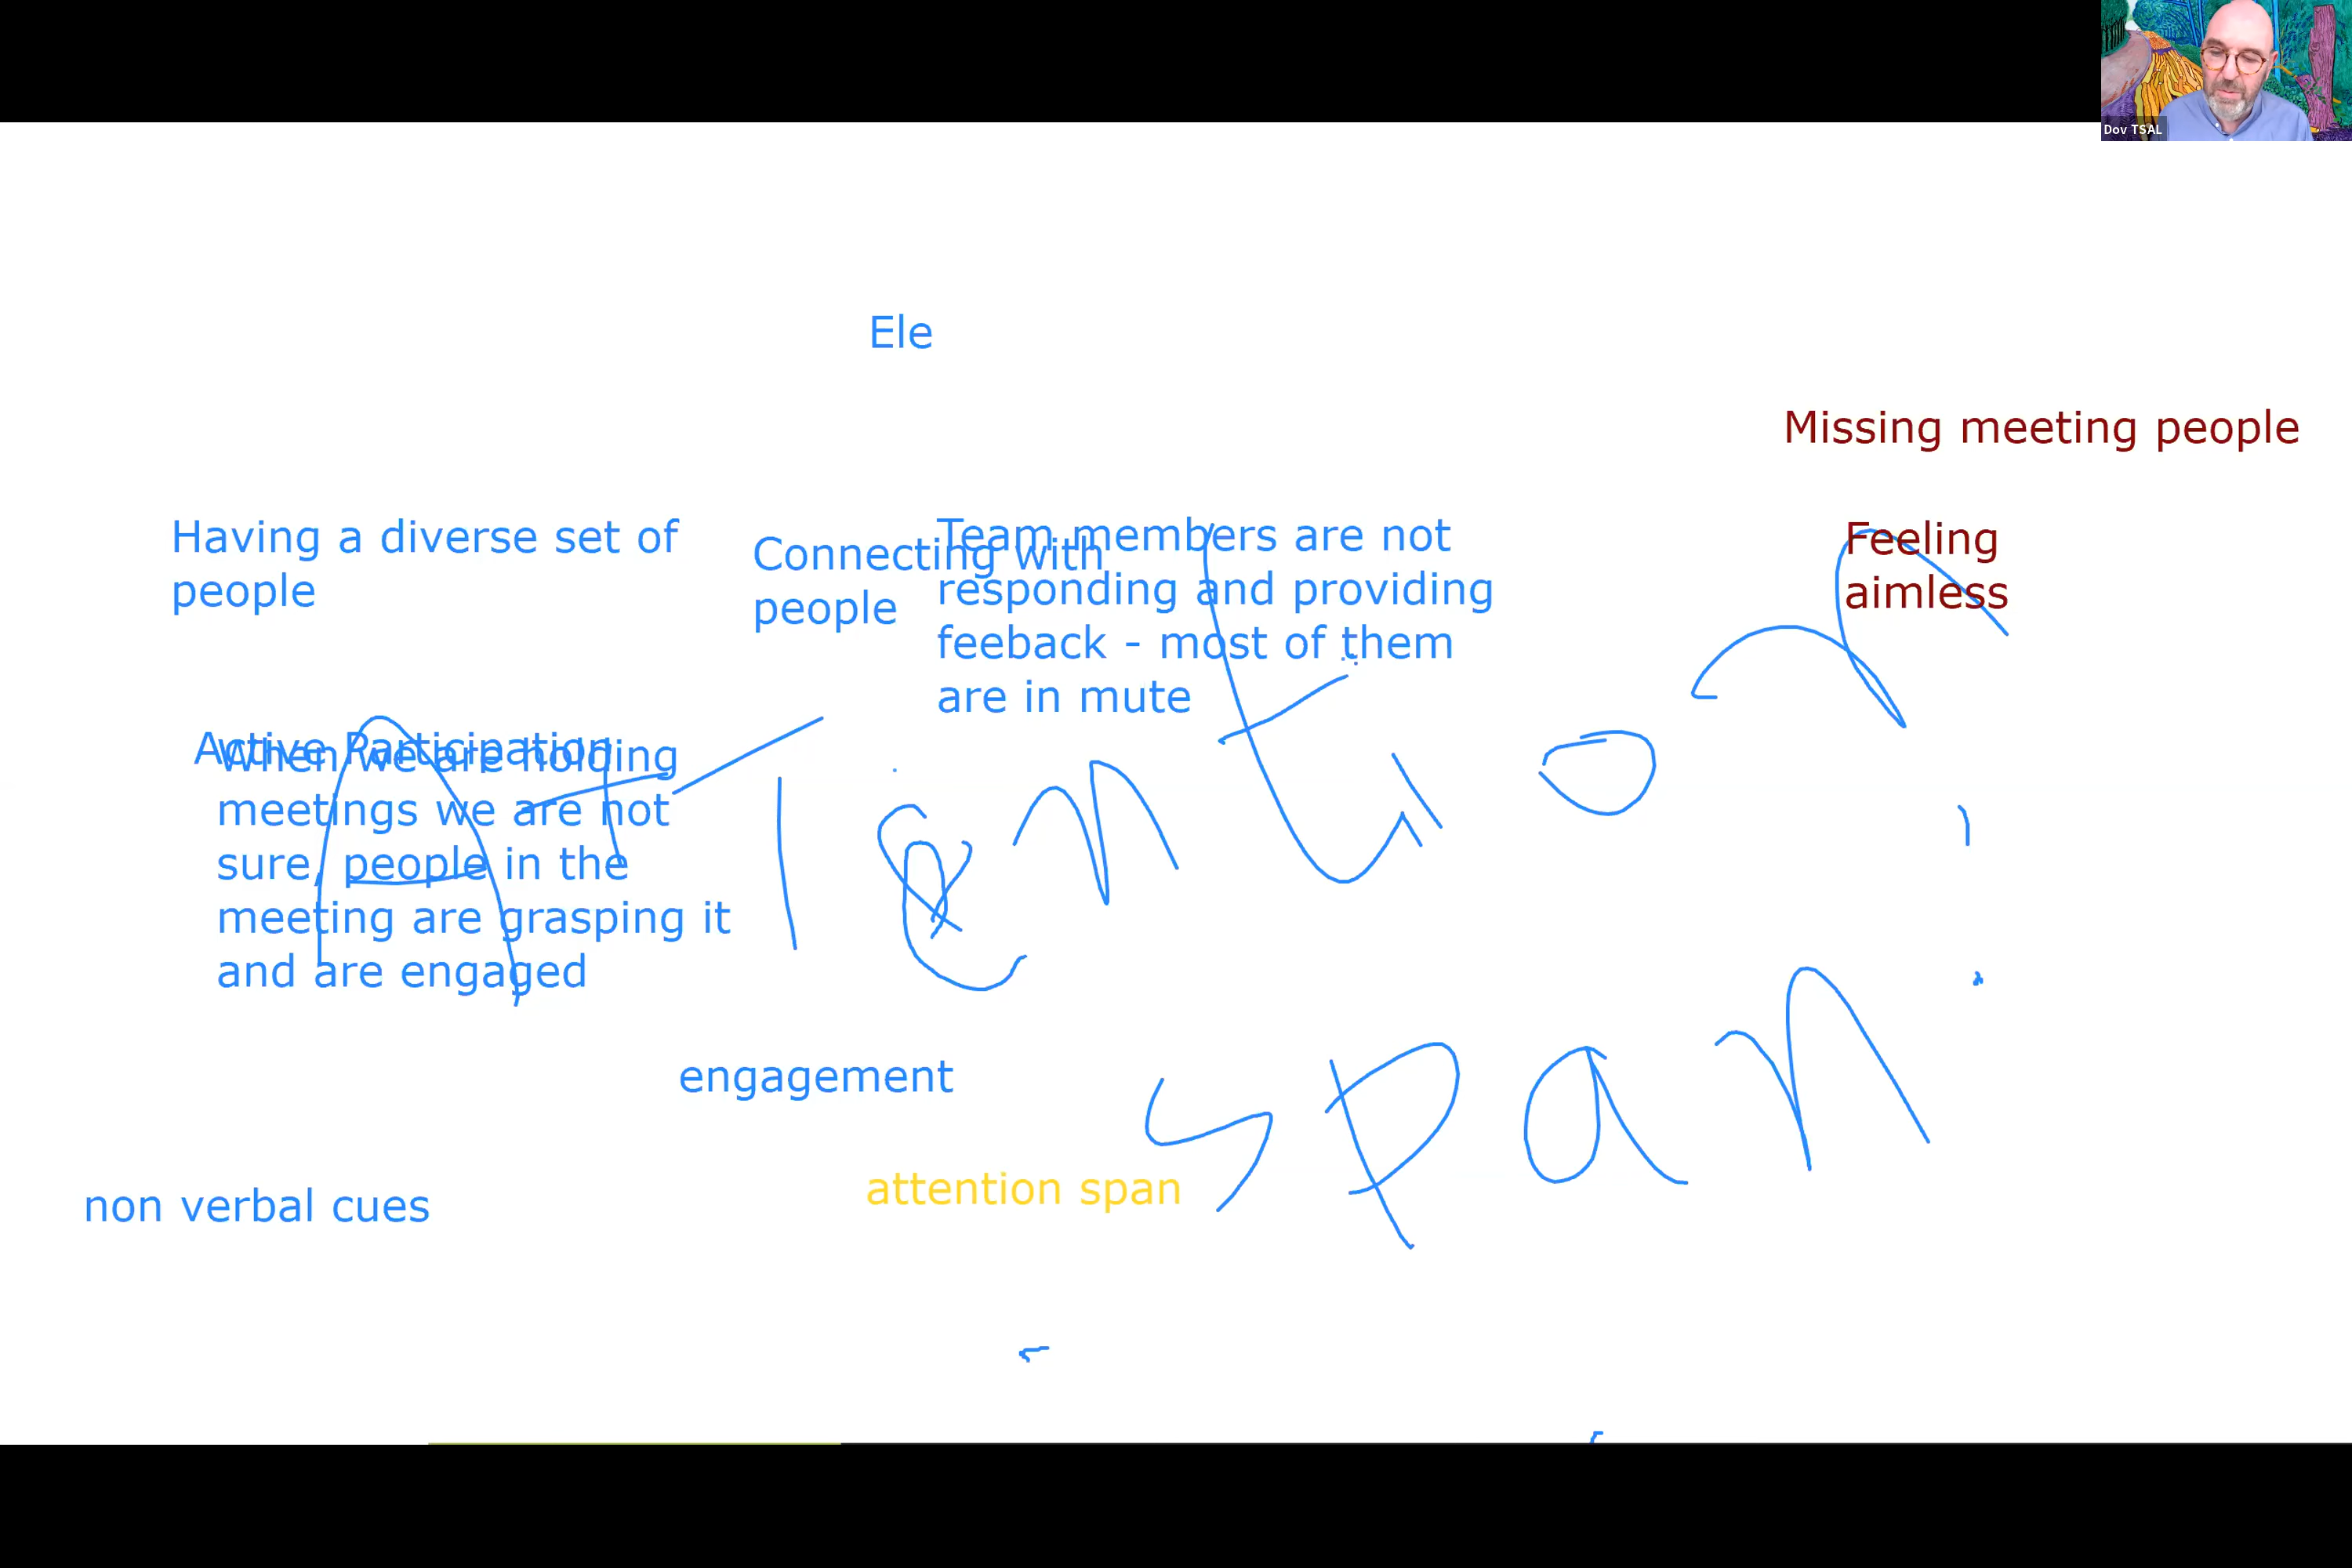 Dov TSAL
Ele
Missing meeting people
Having a diverse set of
people
Connecting with
people
Team members are not
responding and providing
feeback - most of them
are in mute
Feeling
aimless
Active Participation
When we are holding
meetings we are not
sure, people in the
meeting are grasping it
and are engaged
Attention
span
engagement
attention span
non verbal cues